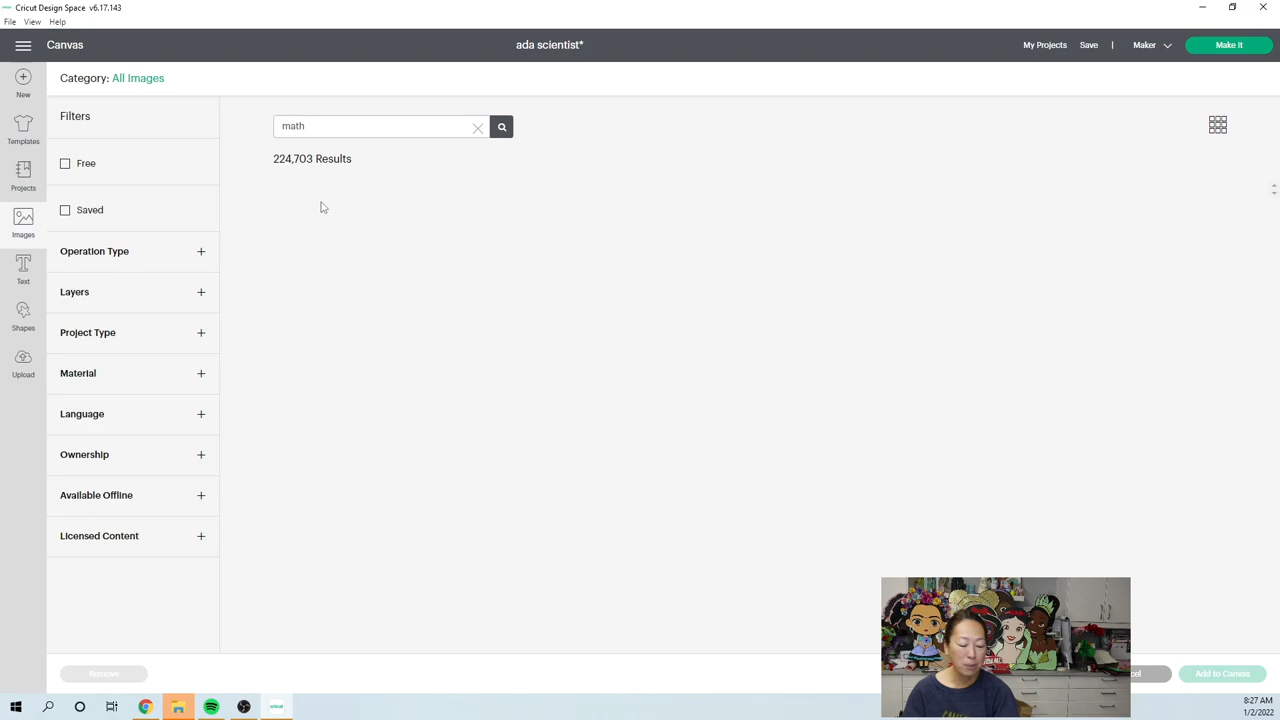 Cricut Design Space v6.17.143
File View Help
Canvas
ada scientist*
My Projects Save | Maker Make It
New
Templates
Projects
Images
Text
Shapes
Upload
Category: All Images
Filters
Free
Saved
Operation Type +
Layers +
Project Type +
Material +
Language +
Ownership +
Available Offline +
Licensed Content +
math
224,703 Results
Remove
Add to Canvas
8:27 AM
1/2/2022